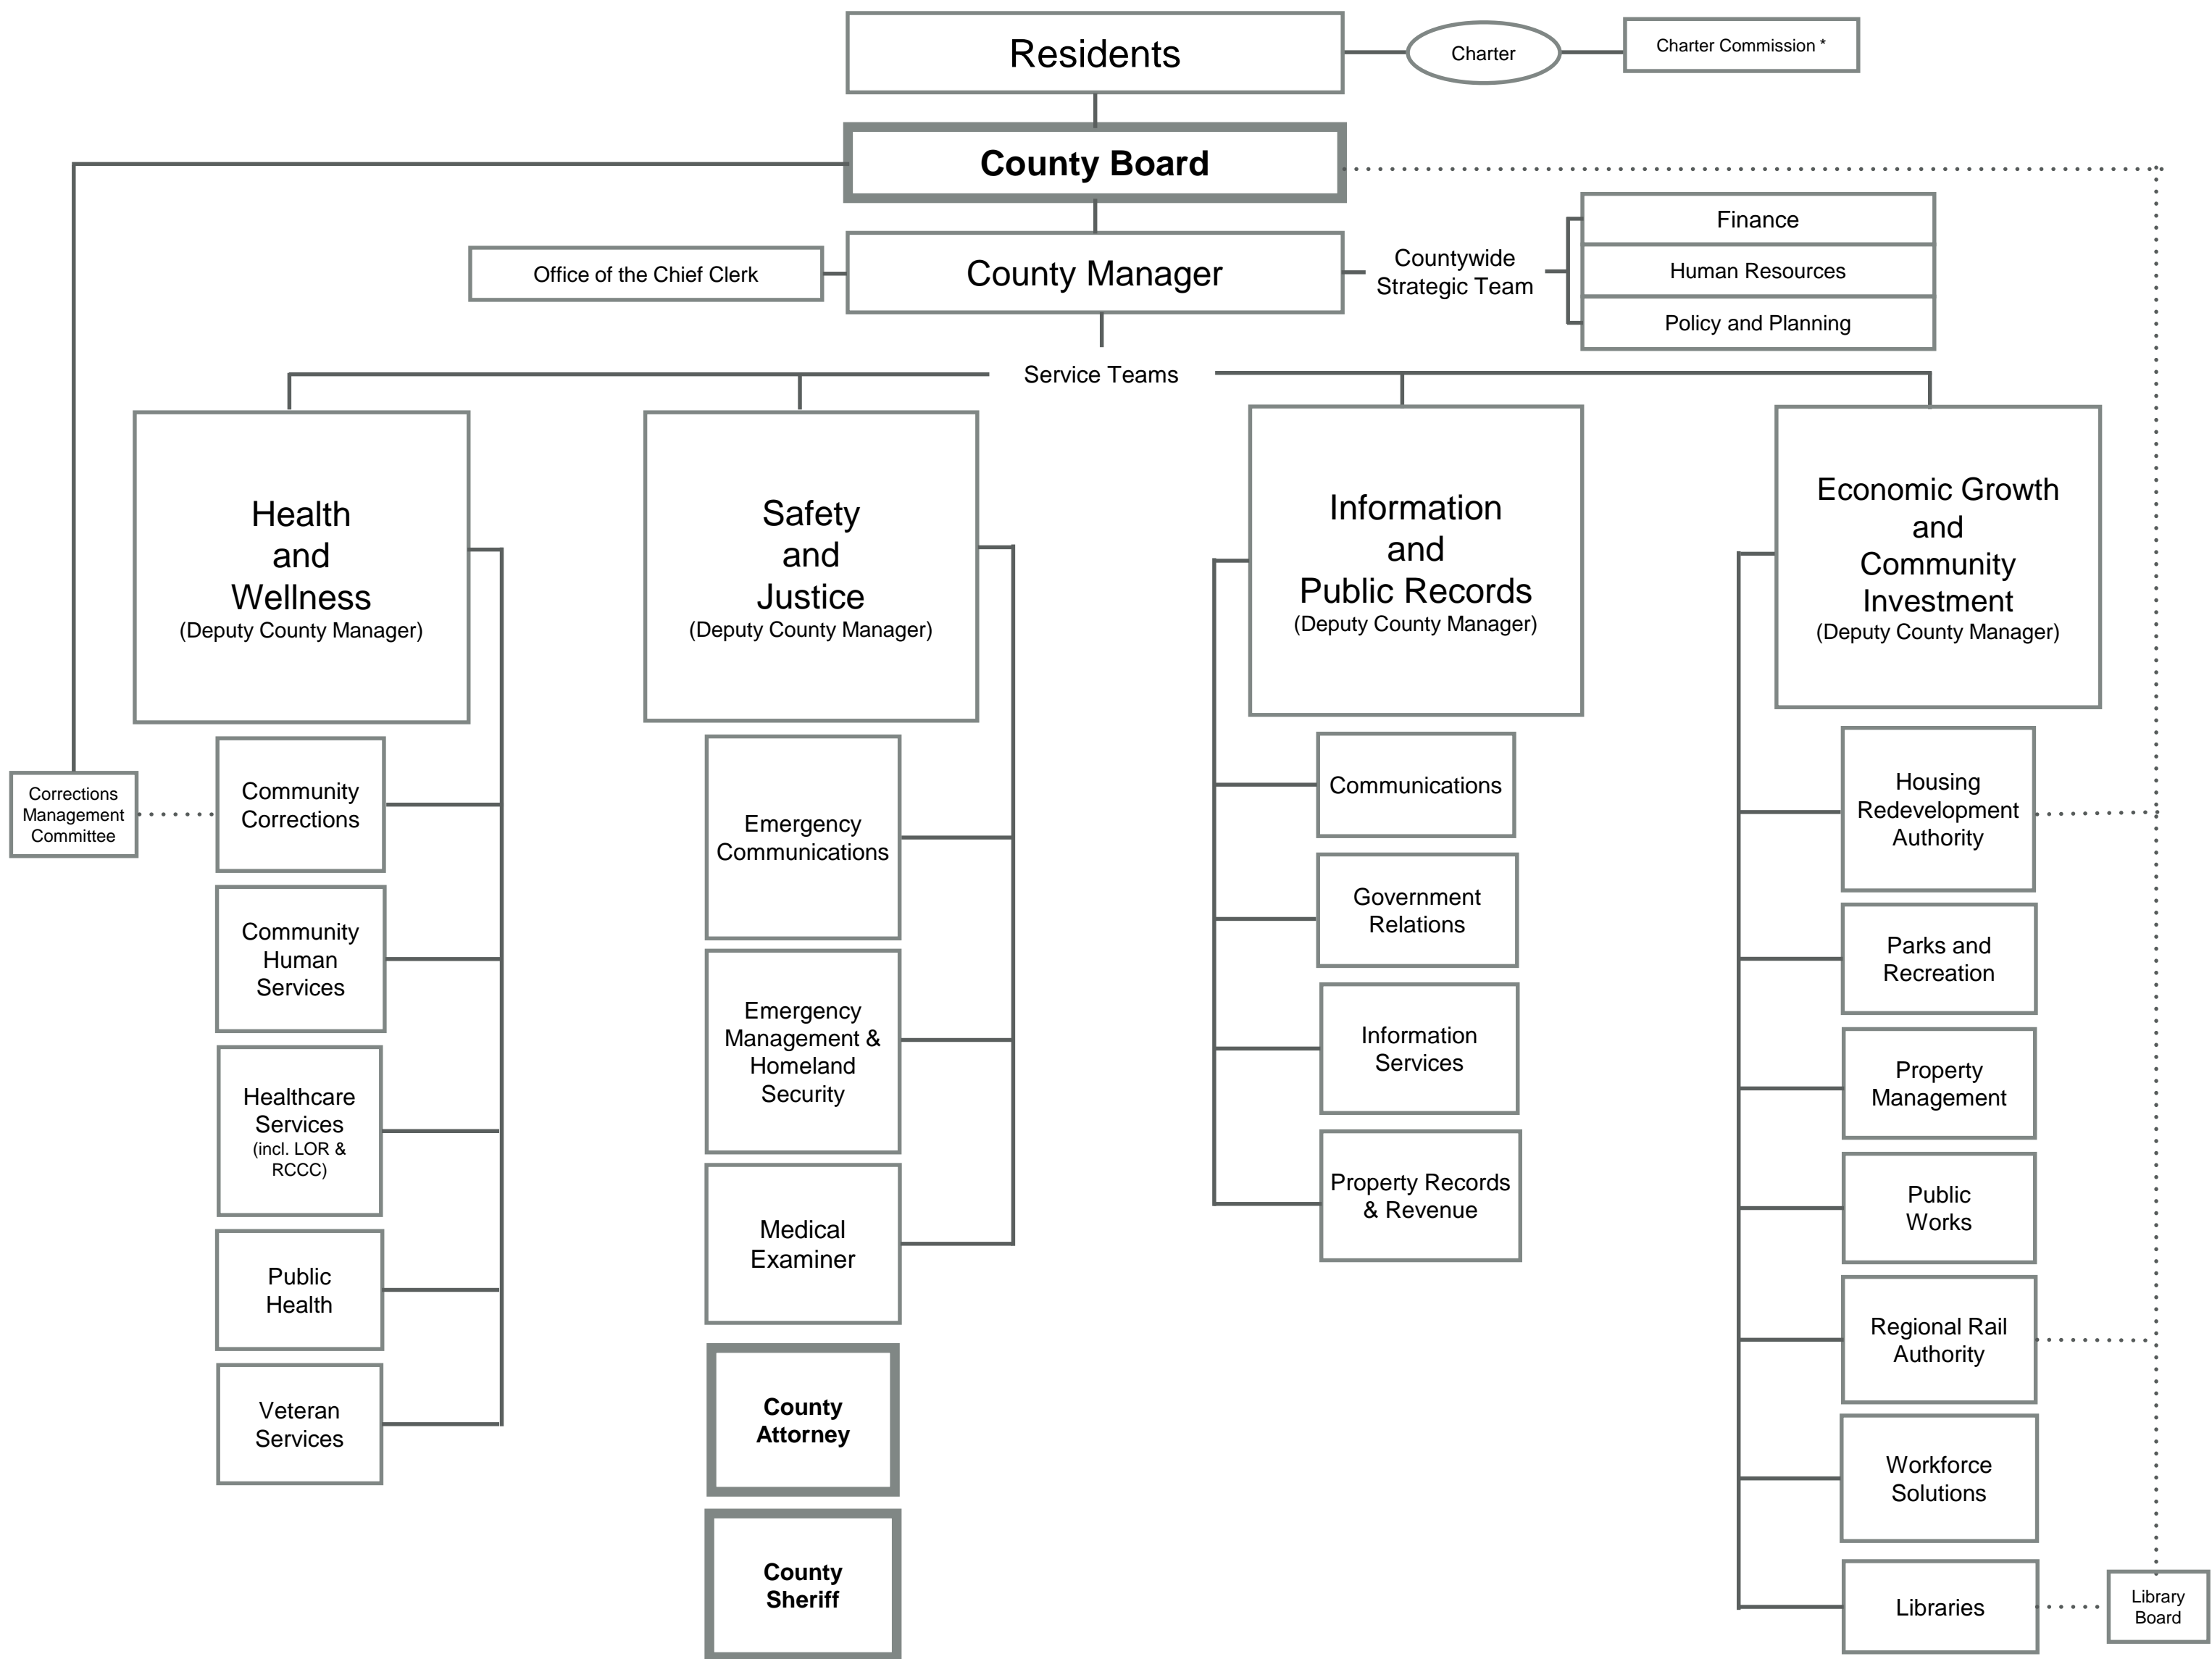 Residents
Charter
Charter Commission *
County Board
Office of the Chief Clerk
County Manager
Countywide
Strategic Team
Finance
Human Resources
Policy and Planning
Service Teams
Health
and
Wellness
(Deputy County Manager)
Corrections
Management
Committee
Community
Corrections
Community
Human
Services
Healthcare
Services
(incl. LOR &
RCCC)
Public
Health
Veteran
Services
Safety
and
Justice
(Deputy County Manager)
Emergency
Communications
Emergency
Management &
Homeland
Security
Medical
Examiner
County
Attorney
County
Sheriff
Information
and
Public Records
(Deputy County Manager)
Communications
Government
Relations
Information
Services
Property Records
& Revenue
Economic Growth
and
Community
Investment
(Deputy County Manager)
Housing
Redevelopment
Authority
Parks and
Recreation
Property
Management
Public
Works
Regional Rail
Authority
Workforce
Solutions
Libraries
Library
Board